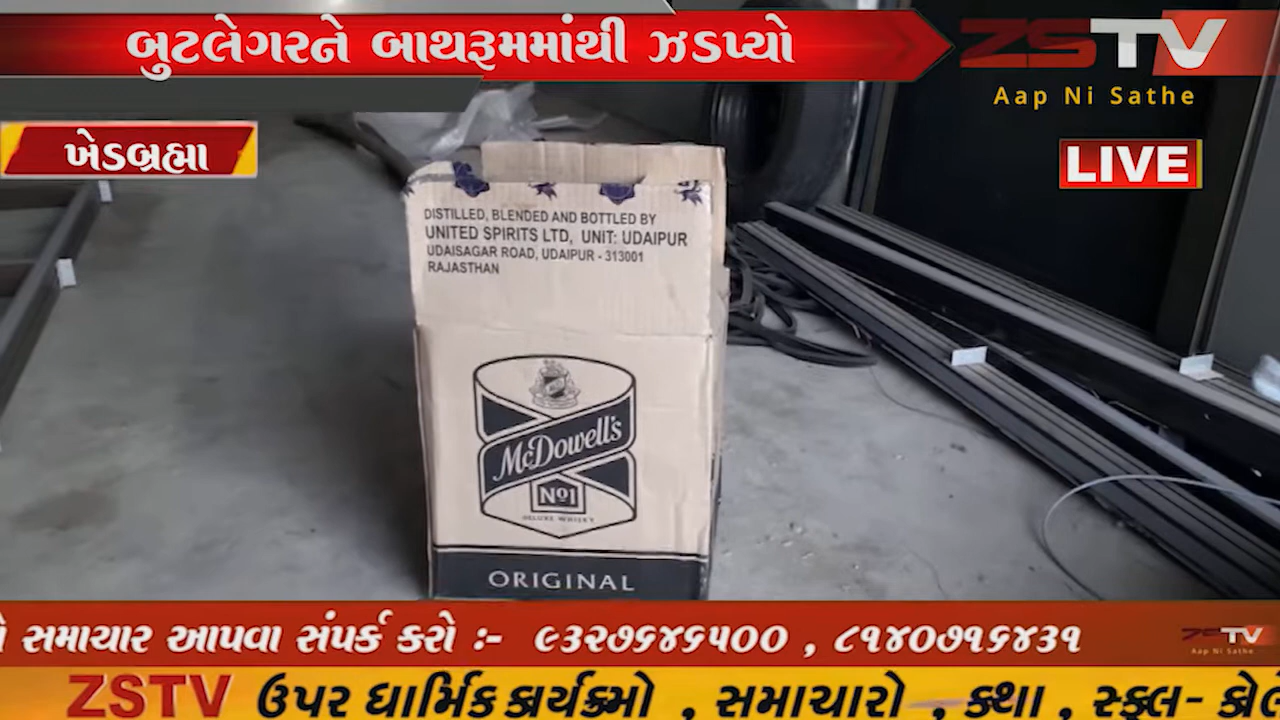 બુટલેગરને બાથરૂમમાંથી ઝડપ્યો
ZSTV
Aap Ni Sathe
ખેડબ્રહ્મા
LIVE
DISTILLED, BLENDED AND BOTTLED BY
UNITED SPIRITS LTD, UNIT: UDAIPUR
UDAISAGAR ROAD, UDAIPUR - 313001
RAJASTHAN
McDowell's
No1
DELUXE WHISKY
ORIGINAL
સમાચાર આપવા સંપર્ક કરો :- ૯૩૨૭૬૪૬૫૦૦ , ૮૧૪૦૭૧૬૪૩૧
ZSTV
Aap Ni Sathe
ZSTV ઉપર ધાર્મિક કાર્યક્રમો , સમાચારો , કથા , સ્કુલ-